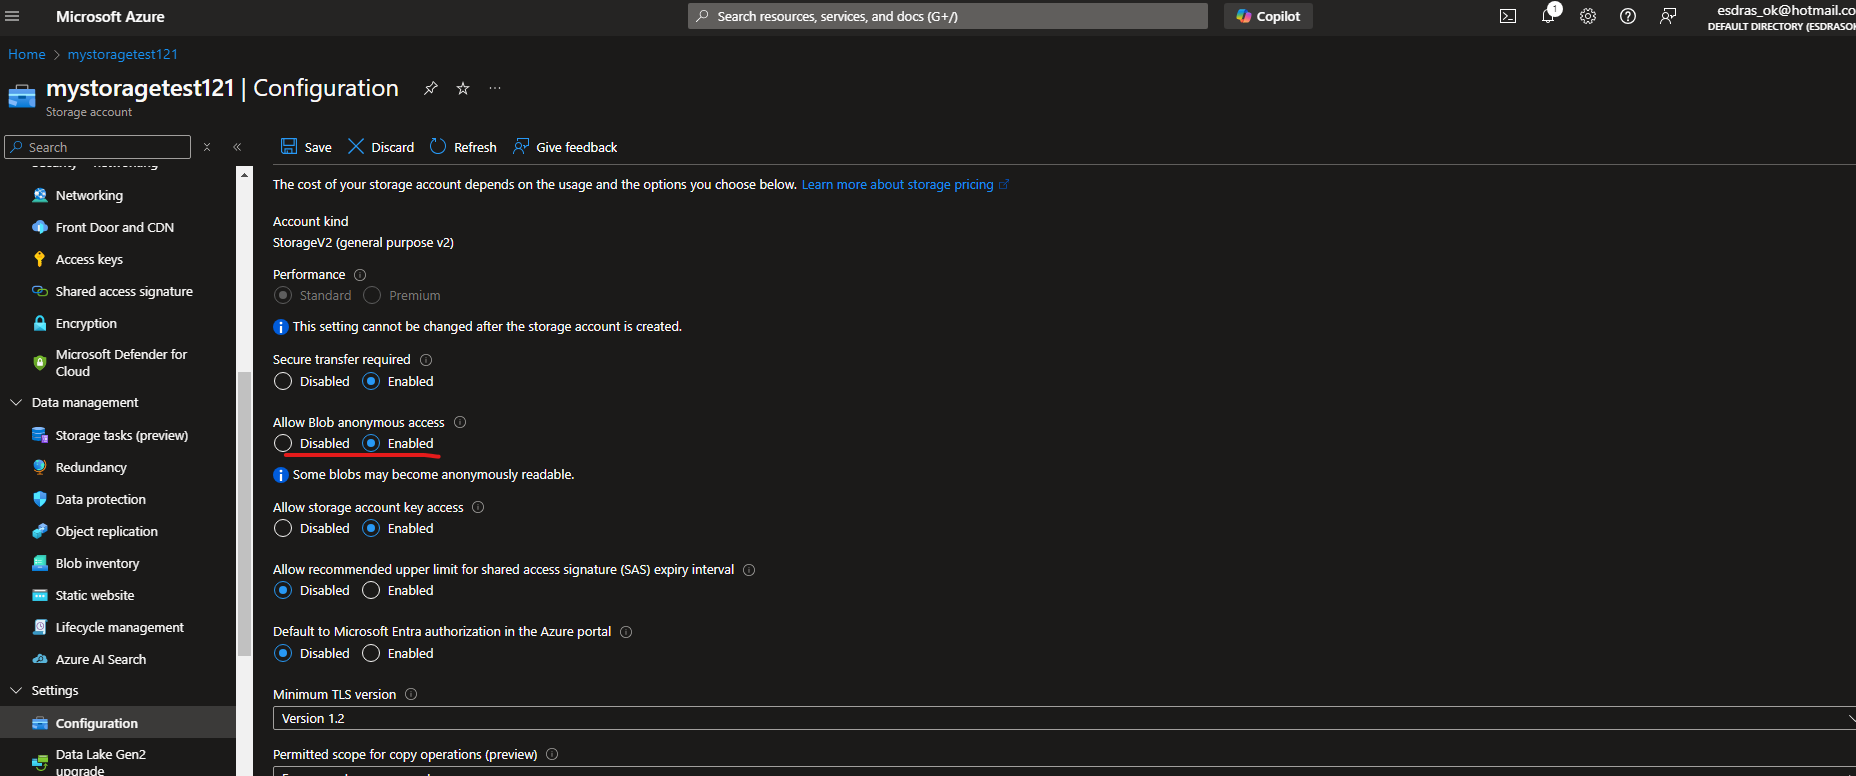 Microsoft Azure
Search resources, services, and docs (G+/)
Copilot
1
esdras_ok@hotmail.co
DEFAULT DIRECTORY (ESDRASOK
Home > mystoragetest121
mystoragetest121 | Configuration
Storage account
Search
Networking
Front Door and CDN
Access keys
Shared access signature
Encryption
Microsoft Defender for
Cloud
Data management
Storage tasks (preview)
Redundancy
Data protection
Object replication
Blob inventory
Static website
Lifecycle management
Azure AI Search
Settings
Configuration
Data Lake Gen2
upgrade
Save
Discard
Refresh
Give feedback
The cost of your storage account depends on the usage and the options you choose below. Learn more about storage pricing
Account kind
StorageV2 (general purpose v2)
Performance
Standard Premium
This setting cannot be changed after the storage account is created.
Secure transfer required
Disabled Enabled
Allow Blob anonymous access
Disabled Enabled
Some blobs may become anonymously readable.
Allow storage account key access
Disabled Enabled
Allow recommended upper limit for shared access signature (SAS) expiry interval
Disabled Enabled
Default to Microsoft Entra authorization in the Azure portal
Disabled Enabled
Minimum TLS version
Version 1.2
Permitted scope for copy operations (preview)